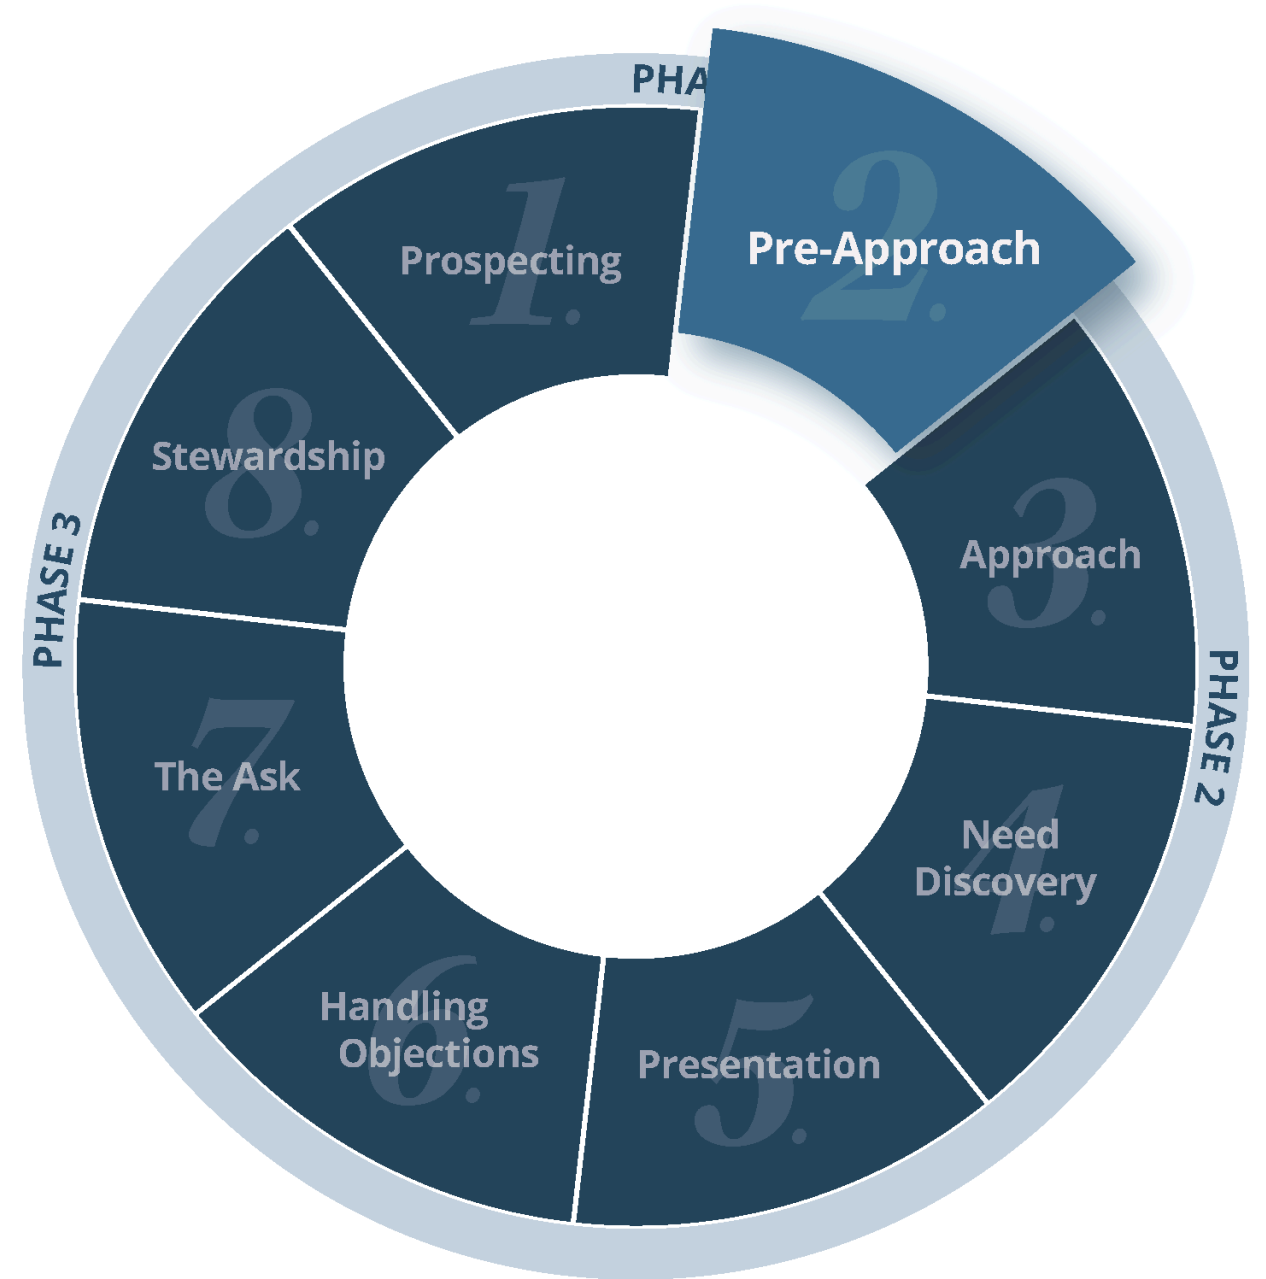 PHA
1.
Prospecting
2.
Pre-Approach
3.
Approach
PHASE 2
4.
Need
Discovery
5.
Presentation
6.
Handling
Objections
7.
The Ask
PHASE 3
8.
Stewardship